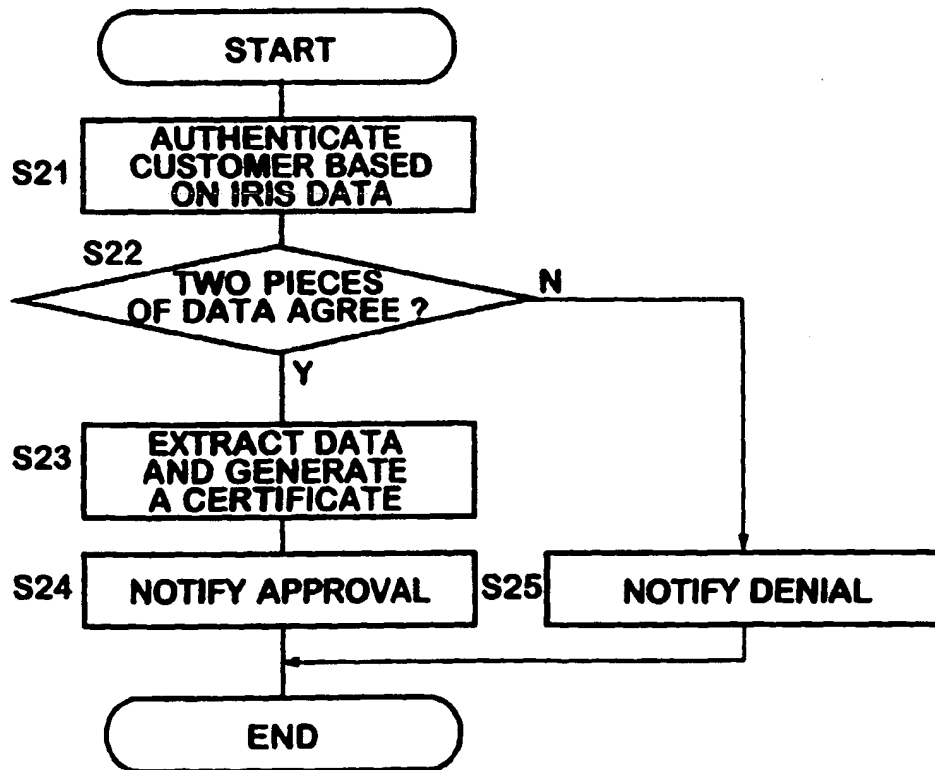 START
S21
AUTHENTICATE
CUSTOMER BASED
ON IRIS DATA
S22
TWO PIECES
OF DATA AGREE ?
N
Y
S23
EXTRACT DATA
AND GENERATE
A CERTIFICATE
S24
NOTIFY APPROVAL
S25
NOTIFY DENIAL
END